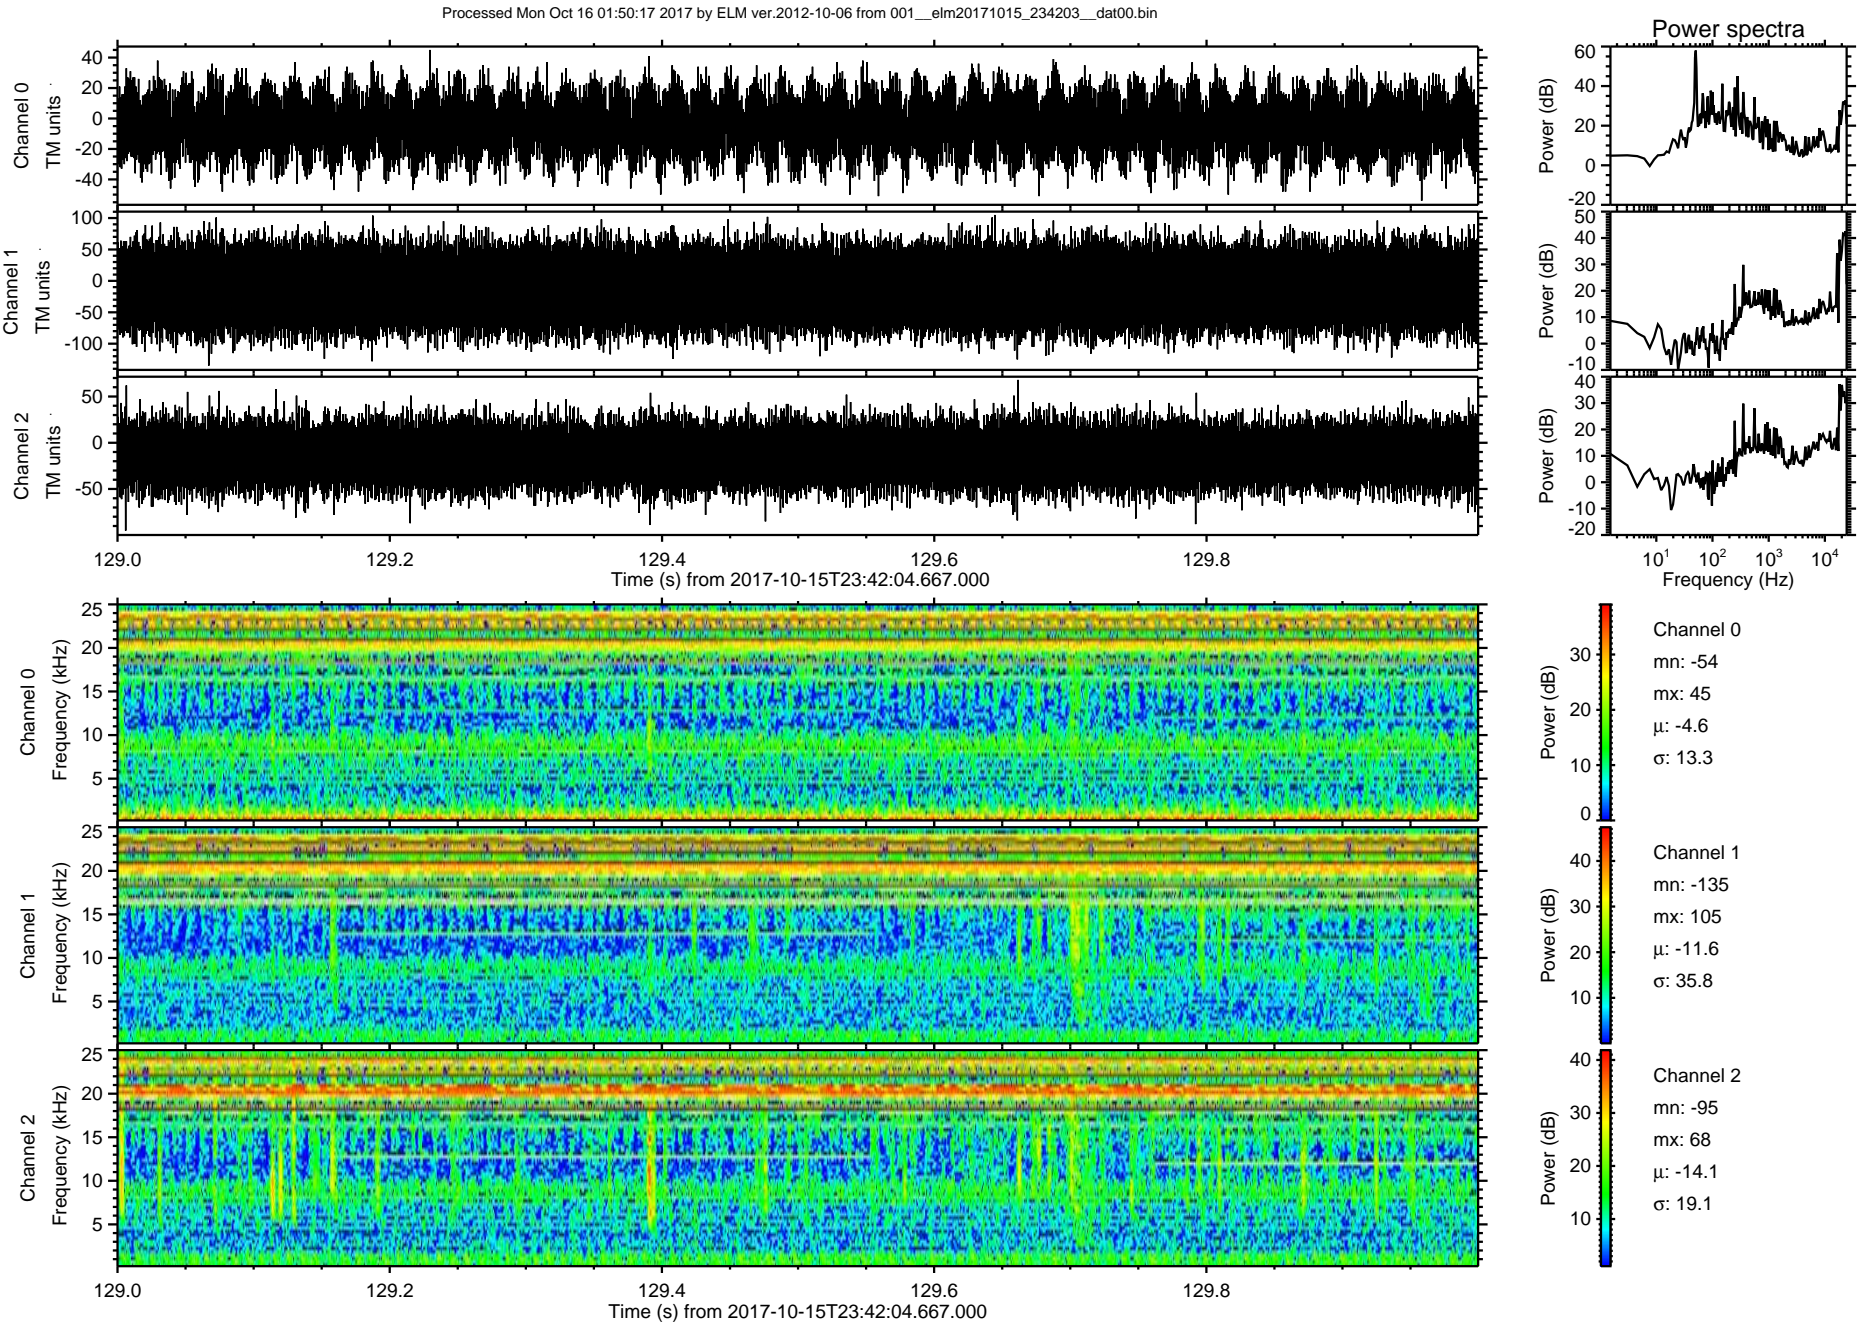 Processed Mon Oct 16 01:50:17 2017 by ELM ver.2012-10-06 from 001__elm20171015_234203__dat00.bin
Power spectra
Channel 0
TM units
40
20
0
-20
-40
Power (dB)
60
40
20
0
-20
Channel 1
TM units
100
50
0
-50
-100
Power (dB)
50
40
30
20
10
0
-10
Channel 2
TM units
50
0
-50
Power (dB)
40
30
20
10
0
-10
-20
129.0 129.2 129.4 129.6 129.8
Time (s) from 2017-10-15T23:42:04.667.000
10^1 10^2 10^3 10^4
Frequency (Hz)
Channel 0
Frequency (kHz)
25
20
15
10
5
Power (dB)
30
20
10
0
Channel 0
mn: -54
mx: 45
μ: -4.6
σ: 13.3
Channel 1
Frequency (kHz)
25
20
15
10
5
Power (dB)
40
30
20
10
Channel 1
mn: -135
mx: 105
μ: -11.6
σ: 35.8
Channel 2
Frequency (kHz)
25
20
15
10
5
Power (dB)
40
30
20
10
Channel 2
mn: -95
mx: 68
μ: -14.1
σ: 19.1
129.0 129.2 129.4 129.6 129.8
Time (s) from 2017-10-15T23:42:04.667.000